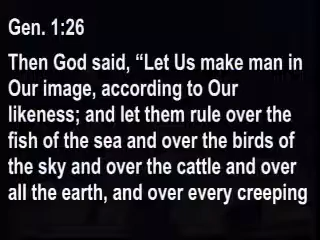 Gen. 1:26
Then God said, “Let Us make man in
Our image, according to Our
likeness; and let them rule over the
fish of the sea and over the birds of
the sky and over the cattle and over
all the earth, and over every creeping